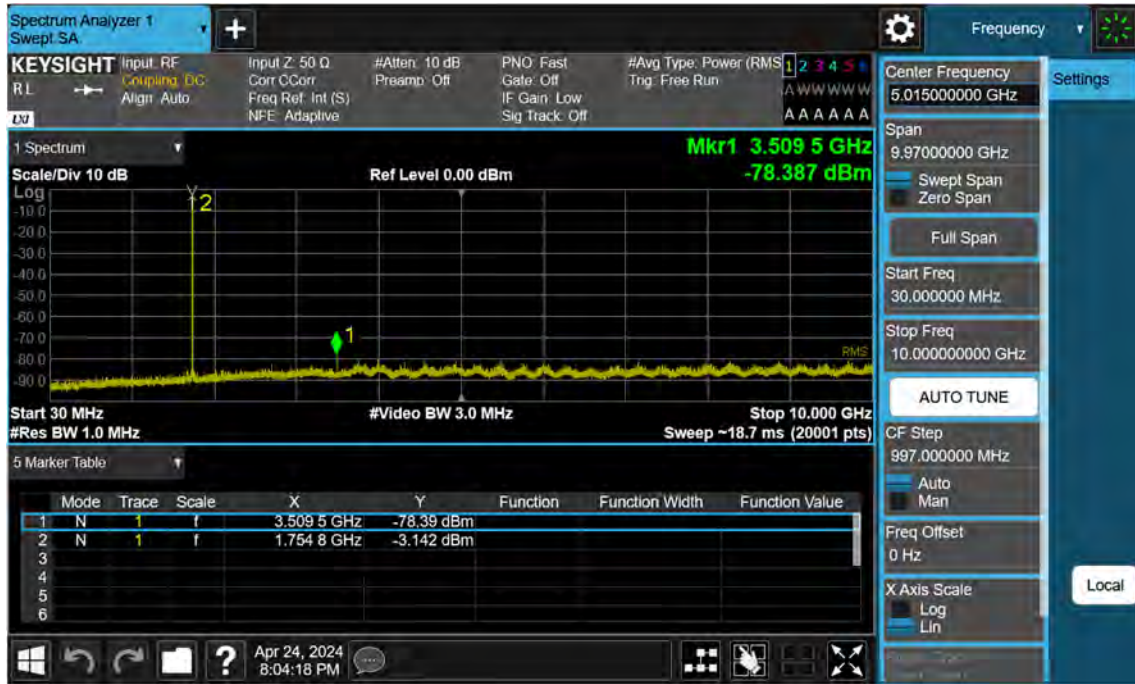 Spectrum Analyzer 1
Swept SA
Frequency
KEYSIGHT
RL
LXI
Input: RF
Coupling: DC
Align: Auto
Input Z: 50 Ω
Corr CCorr
Freq Ref: Int (S)
NFE: Adaptive
#Atten: 10 dB
Preamp: Off
PNO: Fast
Gate: Off
IF Gain: Low
Sig Track: Off
#Avg Type: Power (RMS
Trig: Free Run
1 2 3 4 5 6
A W W W W W
A A A A A A
1 Spectrum
Mkr1 3.509 5 GHz
-78.387 dBm
Scale/Div 10 dB
Ref Level 0.00 dBm
Log
-10.0
-20.0
-30.0
-40.0
-50.0
-60.0
-70.0
-80.0
-90.0
2
1
RMS
Start 30 MHz
#Video BW 3.0 MHz
Stop 10.000 GHz
#Res BW 1.0 MHz
Sweep ~18.7 ms (20001 pts)
5 Marker Table
Mode Trace Scale X Y Function Function Width Function Value
1 N 1 f 3.509 5 GHz -78.39 dBm
2 N 1 f 1.754 8 GHz -3.142 dBm
3
4
5
6
?
Apr 24, 2024
8:04:18 PM
Center Frequency
5.015000000 GHz
Settings
Span
9.97000000 GHz
Swept Span
Zero Span
Full Span
Start Freq
30.000000 MHz
Stop Freq
10.000000000 GHz
AUTO TUNE
CF Step
997.000000 MHz
Auto
Man
Freq Offset
0 Hz
X Axis Scale
Log
Lin
Local